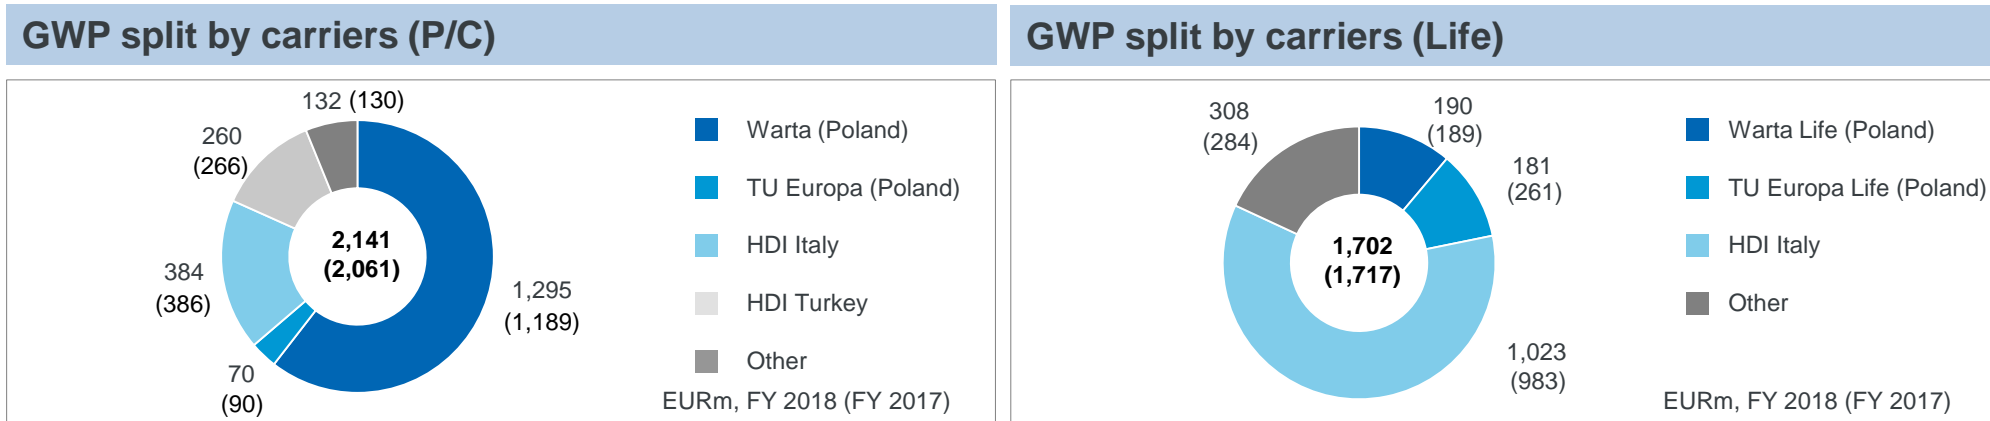 GWP split by carriers (P/C)
132 (130)
260
(266)
384
(386)
70
(90)
1,295
(1,189)
2,141
(2,061)
Warta (Poland)
TU Europa (Poland)
HDI Italy
HDI Turkey
Other
EURm, FY 2018 (FY 2017)
GWP split by carriers (Life)
308
(284)
190
(189)
181
(261)
1,023
(983)
1,702
(1,717)
Warta Life (Poland)
TU Europa Life (Poland)
HDI Italy
Other
EURm, FY 2018 (FY 2017)